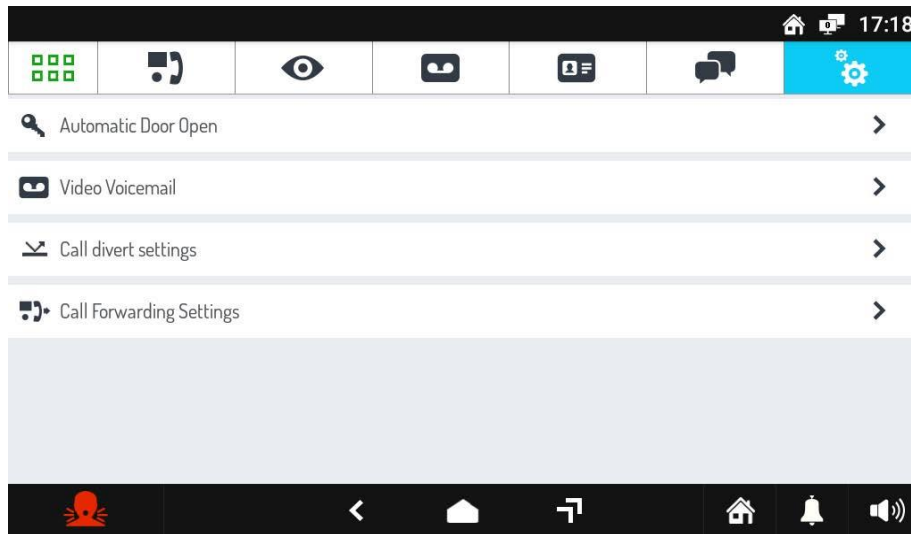 17:18
Automatic Door Open
Video Voicemail
Call divert settings
Call Forwarding Settings